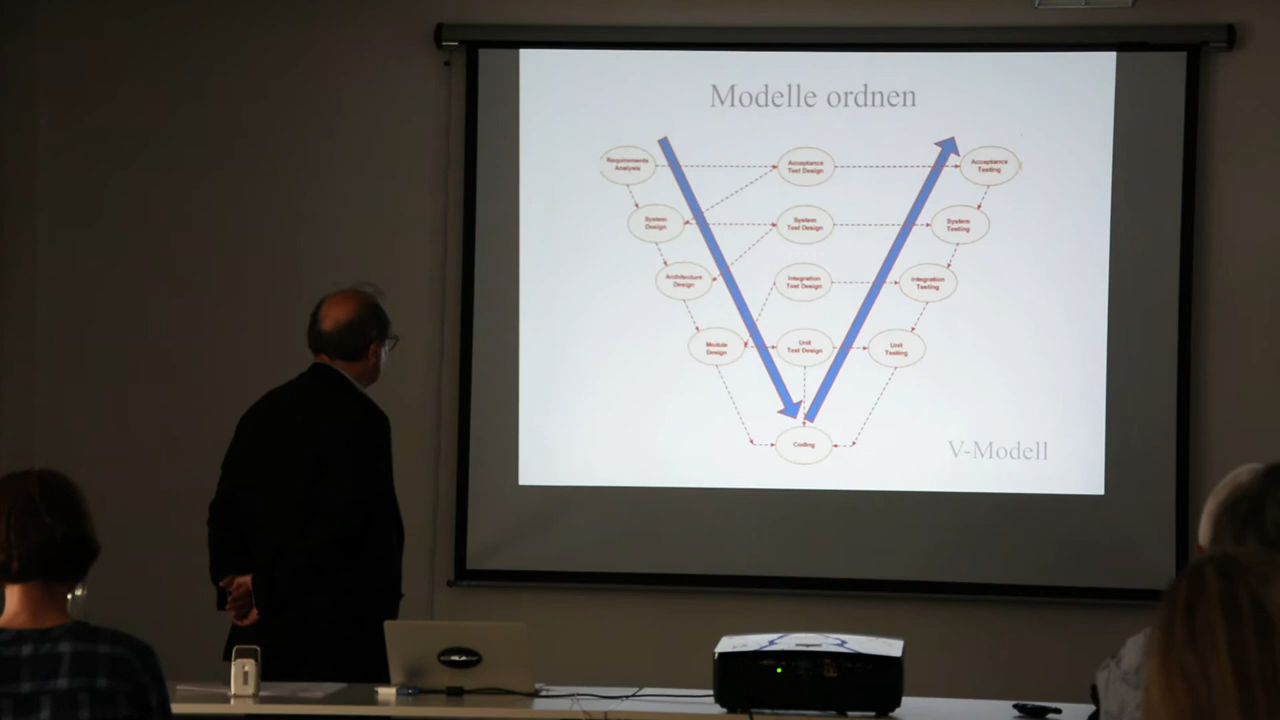 Modelle ordnen
Requirements
Analysis
Acceptance
Test Design
Acceptance
Testing
System
Design
System
Test Design
System
Testing
Architecture
Design
Integration
Test Design
Integration
Testing
Module
Design
Unit
Test Design
Unit
Testing
Coding
V-Modell